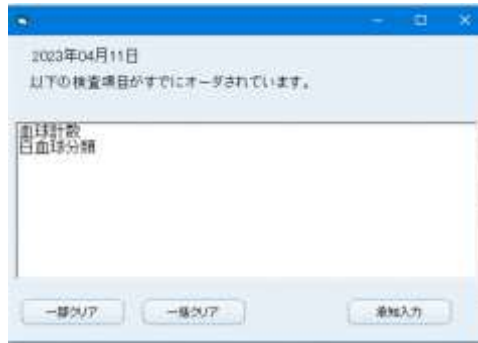 2023年04月11日
以下の検査項目がすでにオーダされています。
血球計数
白血球分類
一部クリア
一括クリア
承知入力